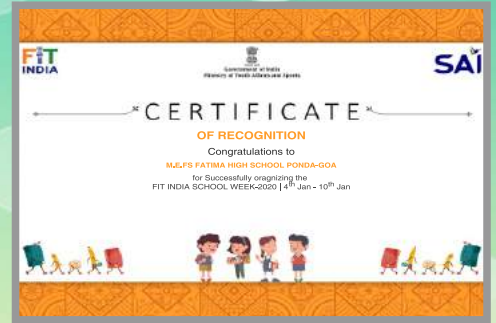 FiT
INDIA
Government of India
Ministry of Youth Affairs and Sports
SAI
CERTIFICATE
OF RECOGNITION
Congratulations to
M.E.FS FATIMA HIGH SCHOOL PONDA-GOA
for Successfully oragnizing the
FIT INDIA SCHOOL WEEK-2020 | 4th Jan - 10th Jan